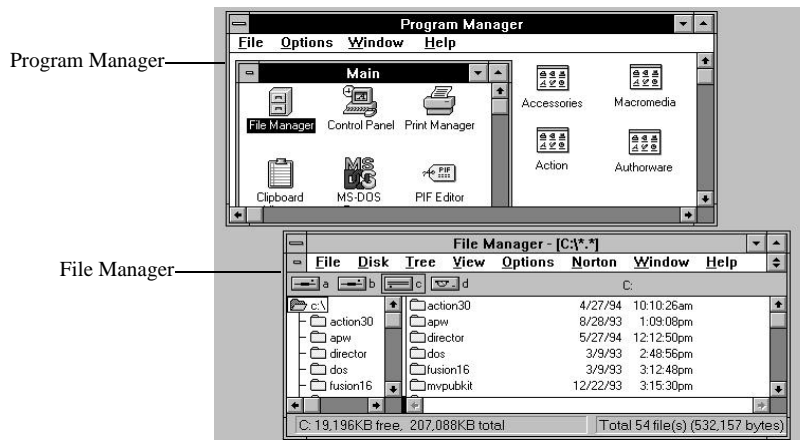 Program Manager
Program Manager
File Options Window Help
Main
File Manager Control Panel Print Manager
Accessories Macromedia
Clipboard MS-DOS PIF Editor
Action Authorware
File Manager
File Manager - [C:\*.*]
File Disk Tree View Options Norton Window Help
a b c d C:
c:\
action30
apw
director
dos
fusion16
action30 4/27/94 10:10:26am
apw 8/28/93 1:09:08pm
director 5/27/94 12:12:50pm
dos 3/9/93 2:48:56pm
fusion16 3/9/93 3:12:48pm
mvpubkit 12/22/93 3:15:30pm
C: 19,196KB free, 207,088KB total Total 54 file(s) (532,157 bytes)